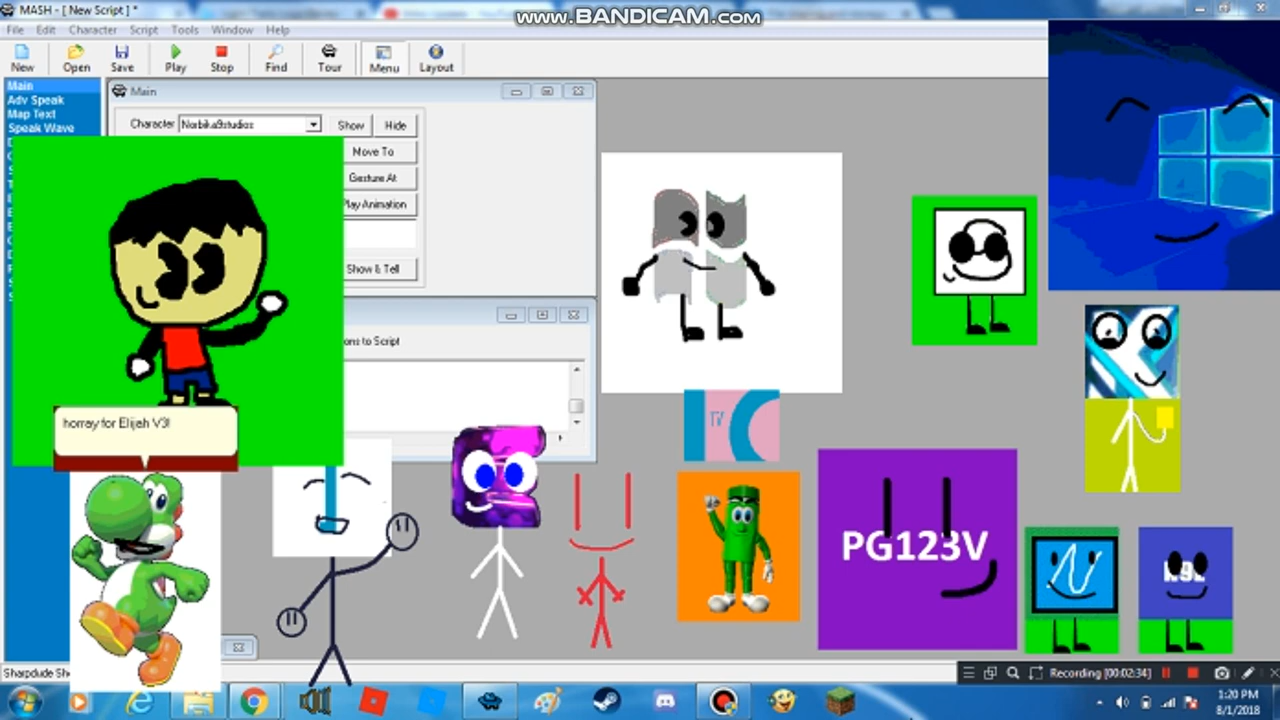 MASH - [ New Script ] *
www.BANDICAM.com
File Edit Character Script Tools Window Help
New Open Save Play Stop Find Tour Menu Layout
Main
Adv Speak
Map Text
Speak Wave
Main
Character Norbika9studios Show Hide
Move To
Gesture At
Play Animation
Show & Tell
ons to Script
horray for Elijah V3!
TV
PG123V
Sharpdude Sh
Recording [00:02:34]
1:20 PM
8/1/2018